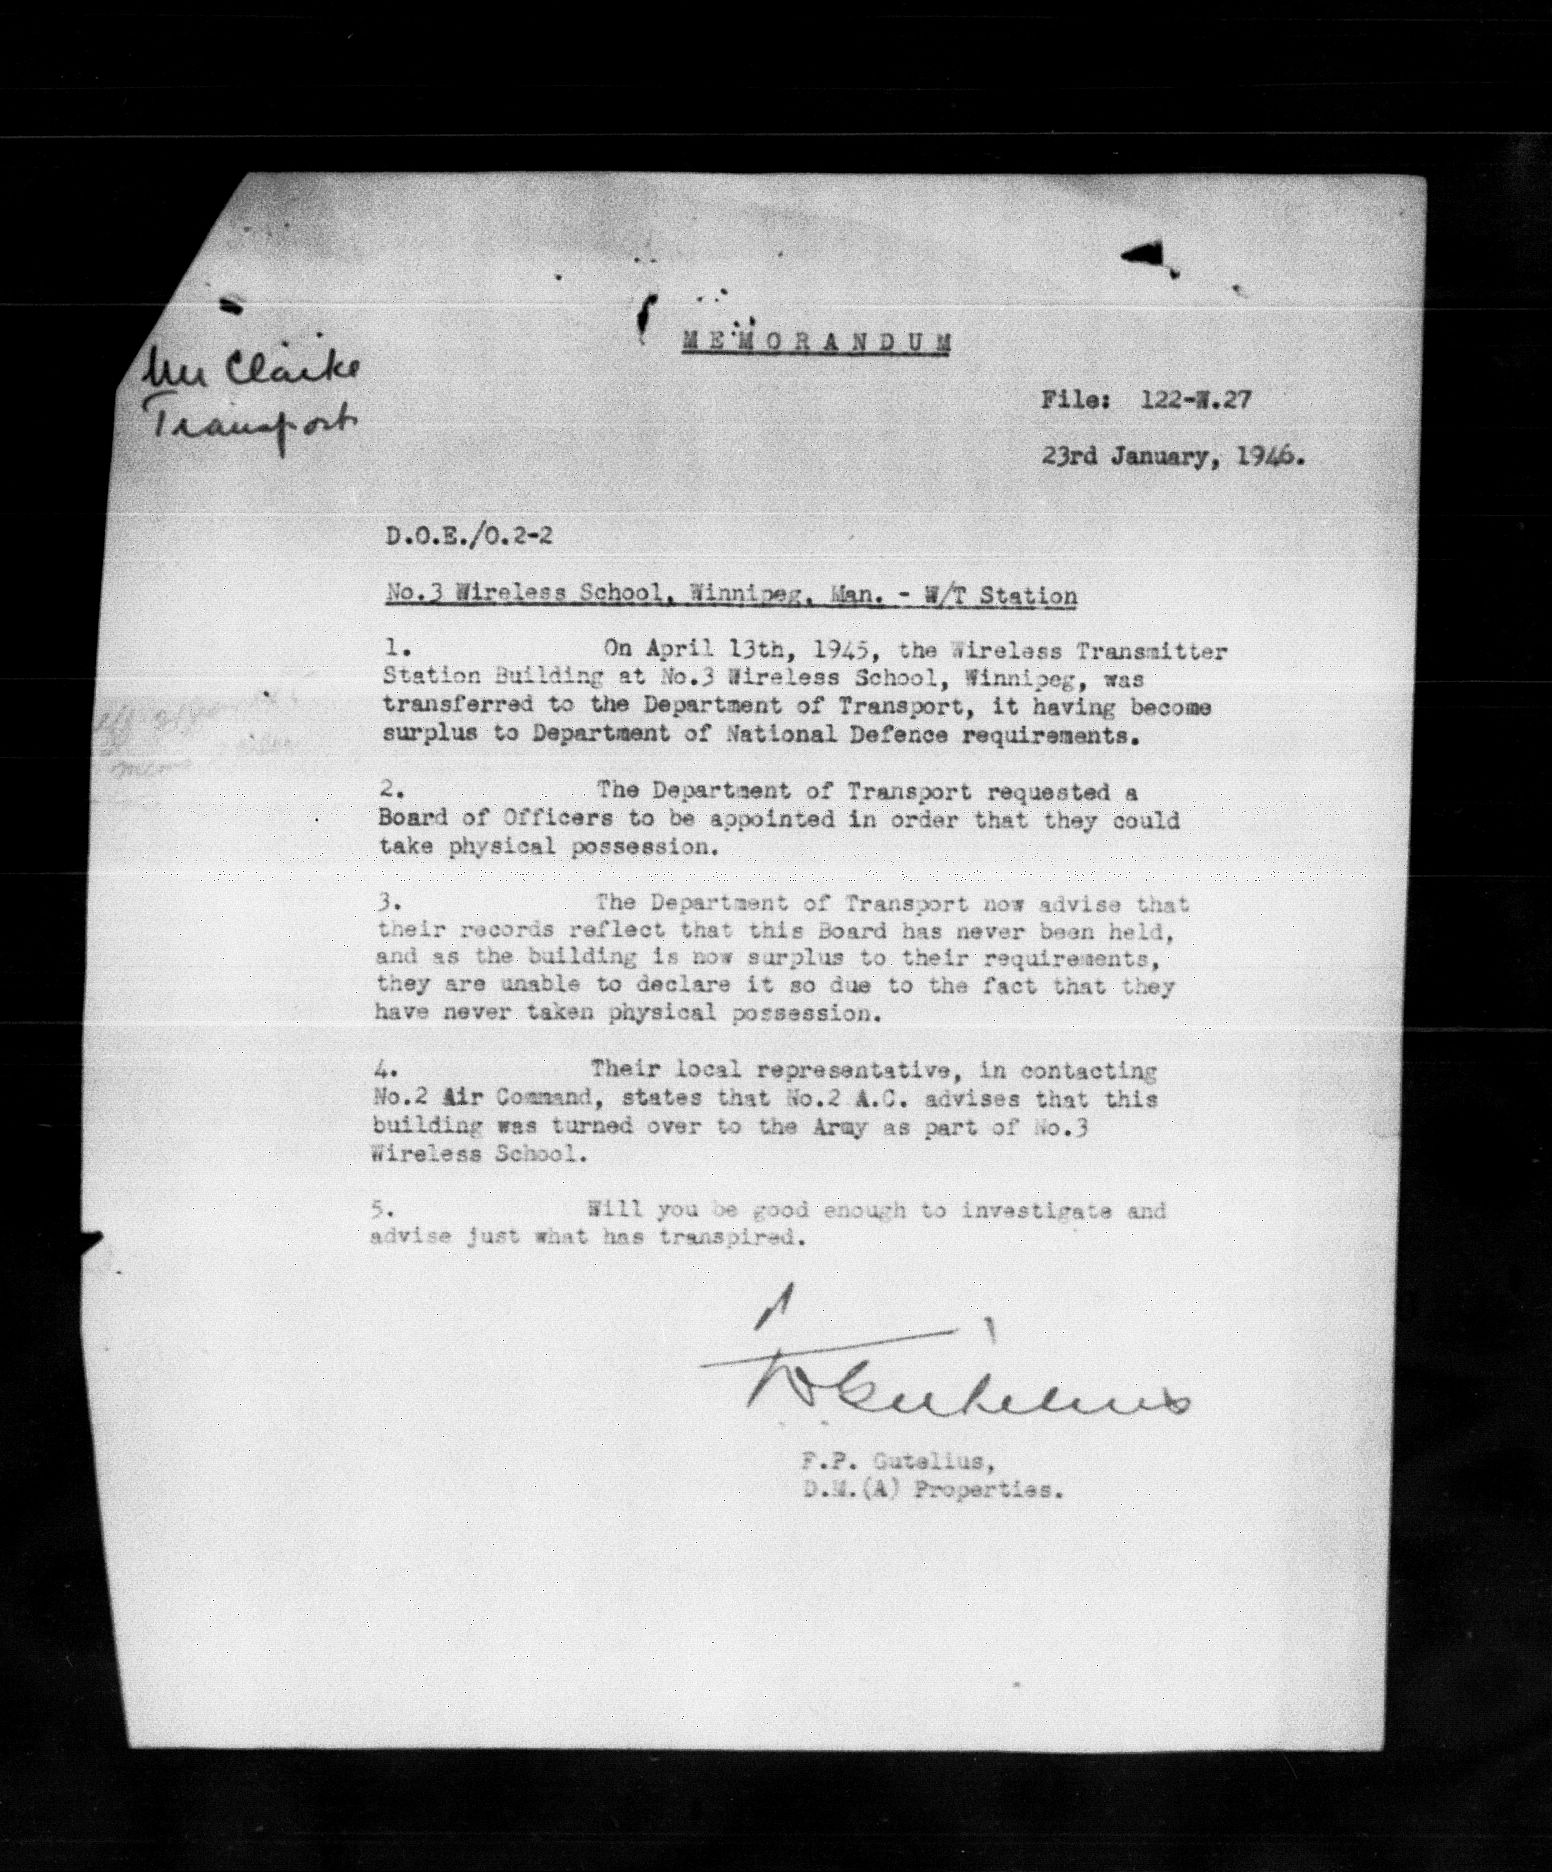 M E M O R A N D U M
Mr Clarke
Transport
File: 122-W.27
23rd January, 1946.
D.O.E./O.2-2
No.3 Wireless School, Winnipeg, Man. - W/T Station
1. On April 13th, 1945, the Wireless Transmitter
Station Building at No.3 Wireless School, Winnipeg, was
transferred to the Department of Transport, it having become
surplus to Department of National Defence requirements.
2. The Department of Transport requested a
Board of Officers to be appointed in order that they could
take physical possession.
3. The Department of Transport now advise that
their records reflect that this Board has never been held,
and as the building is now surplus to their requirements,
they are unable to declare it so due to the fact that they
have never taken physical possession.
4. Their local representative, in contacting
No.2 Air Command, states that No.2 A.C. advises that this
building was turned over to the Army as part of No.3
Wireless School.
5. Will you be good enough to investigate and
advise just what has transpired.
F.P. Gutelius,
D.M.(A) Properties.